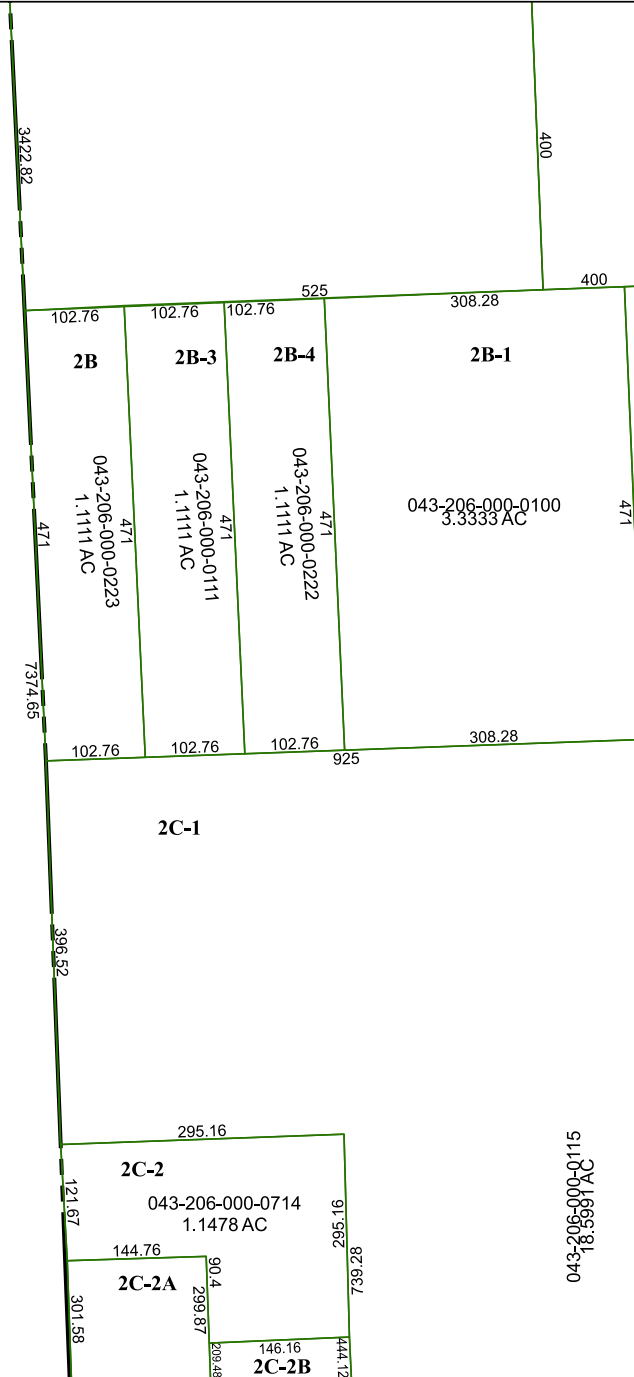 3422.82
400
525
400
102.76
102.76
102.76
308.28
2B
2B-3
2B-4
2B-1
043-206-000-0223
1.1111 AC
471
043-206-000-0111
1.1111 AC
471
043-206-000-0222
1.1111 AC
471
043-206-000-0100
3.3333 AC
471
471
7374.65
102.76
102.76
102.76
308.28
925
2C-1
396.52
295.16
2C-2
043-206-000-0714
1.1478 AC
121.67
295.16
739.28
043-206-000-0115
18.5991 AC
144.76
90.4
2C-2A
299.87
301.58
146.16
209.48
444.12
2C-2B